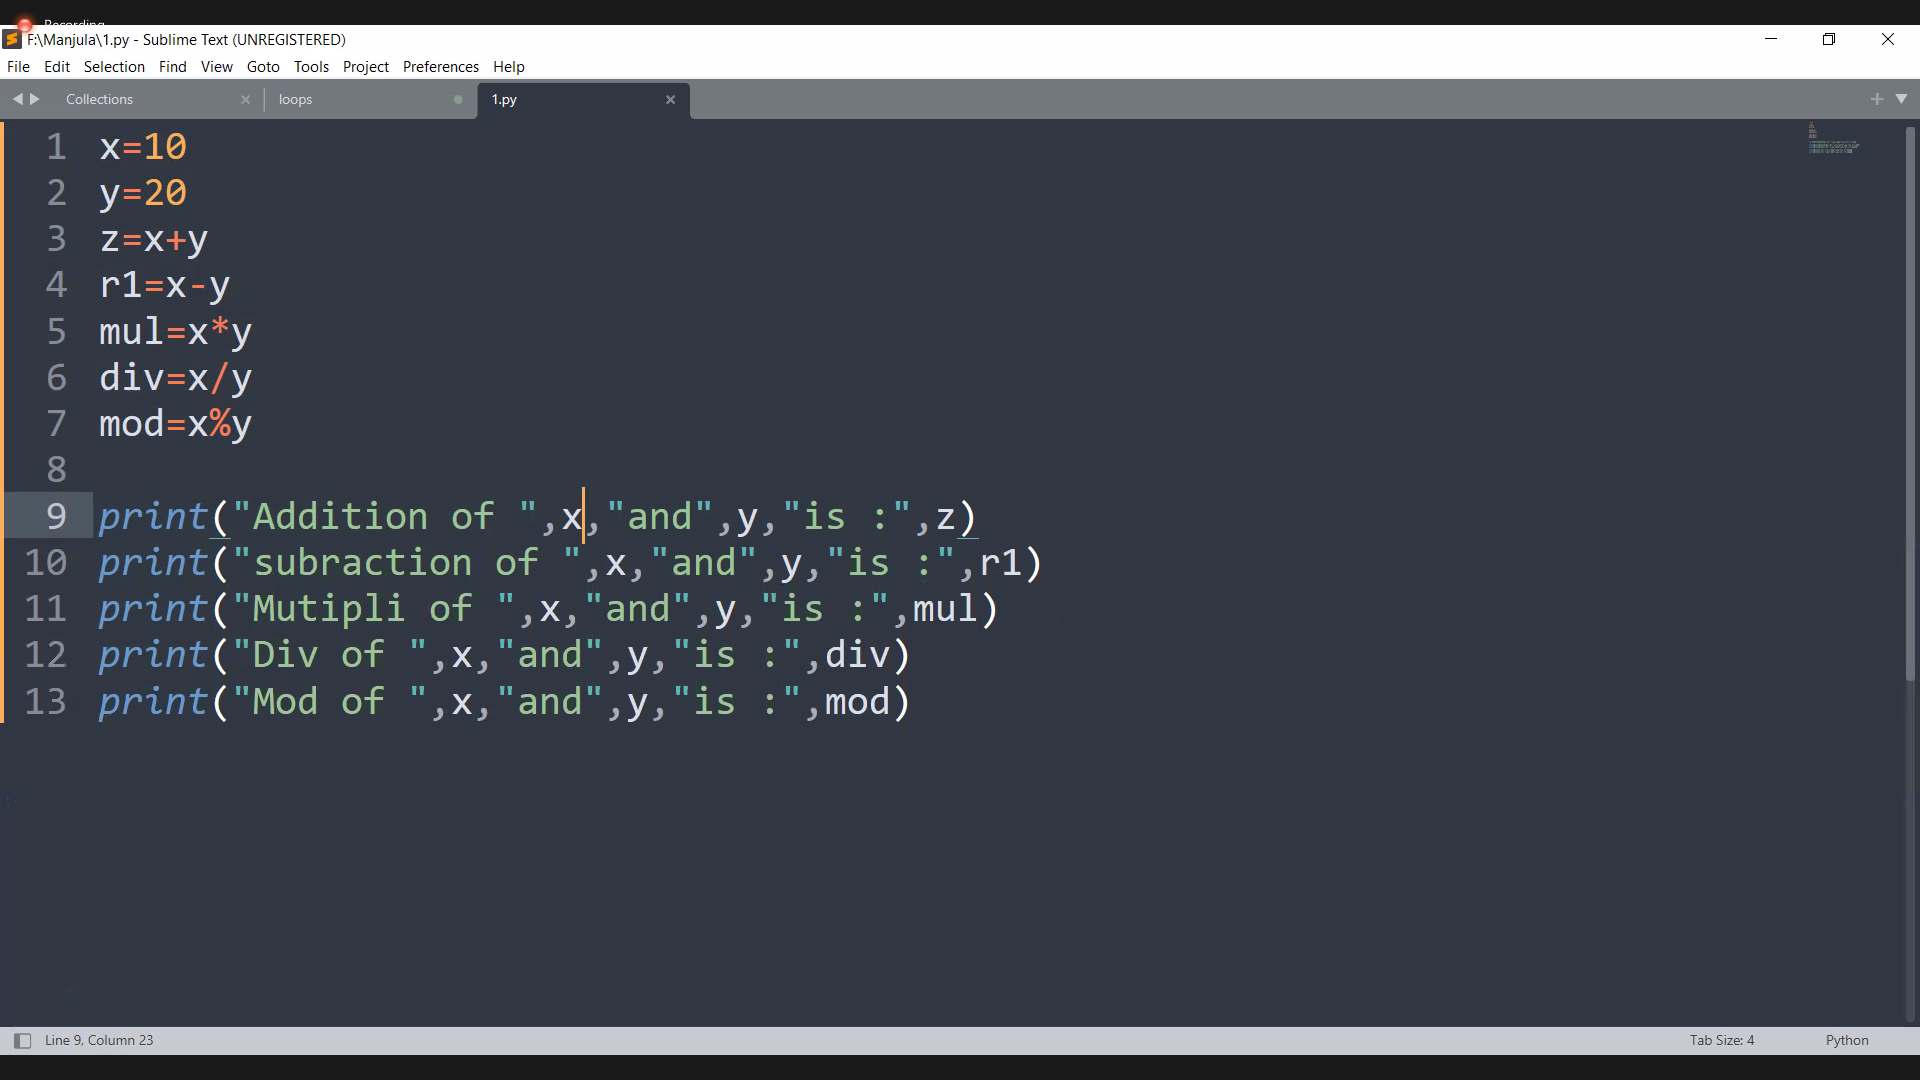 Recording
F:\Manjula\1.py - Sublime Text (UNREGISTERED)
File Edit Selection Find View Goto Tools Project Preferences Help
Collections loops 1.py
1 x=10
2 y=20
3 z=x+y
4 r1=x-y
5 mul=x*y
6 div=x/y
7 mod=x%y
8
9 print("Addition of ",x,"and",y,"is :",z)
10 print("subraction of ",x,"and",y,"is :",r1)
11 print("Mutipli of ",x,"and",y,"is :",mul)
12 print("Div of ",x,"and",y,"is :",div)
13 print("Mod of ",x,"and",y,"is :",mod)
Line 9, Column 23 Tab Size: 4 Python